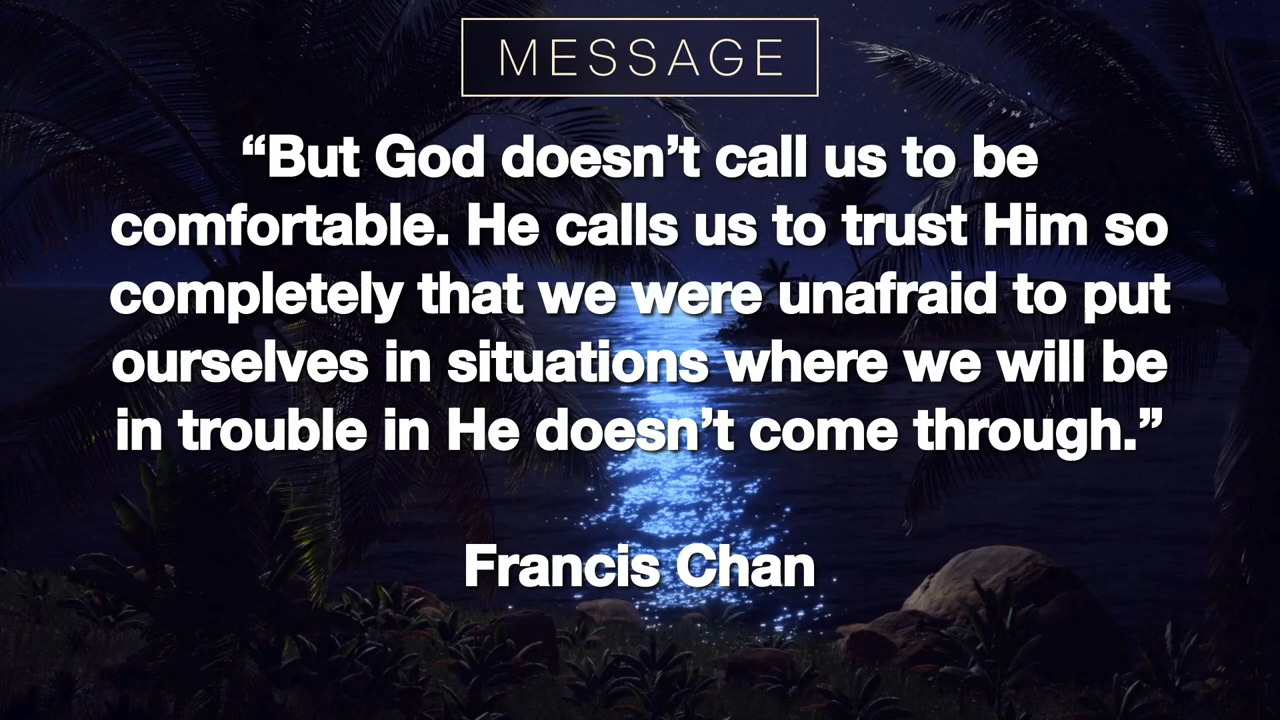 MESSAGE
“But God doesn’t call us to be
comfortable. He calls us to trust Him so
completely that we were unafraid to put
ourselves in situations where we will be
in trouble in He doesn’t come through.”
Francis Chan